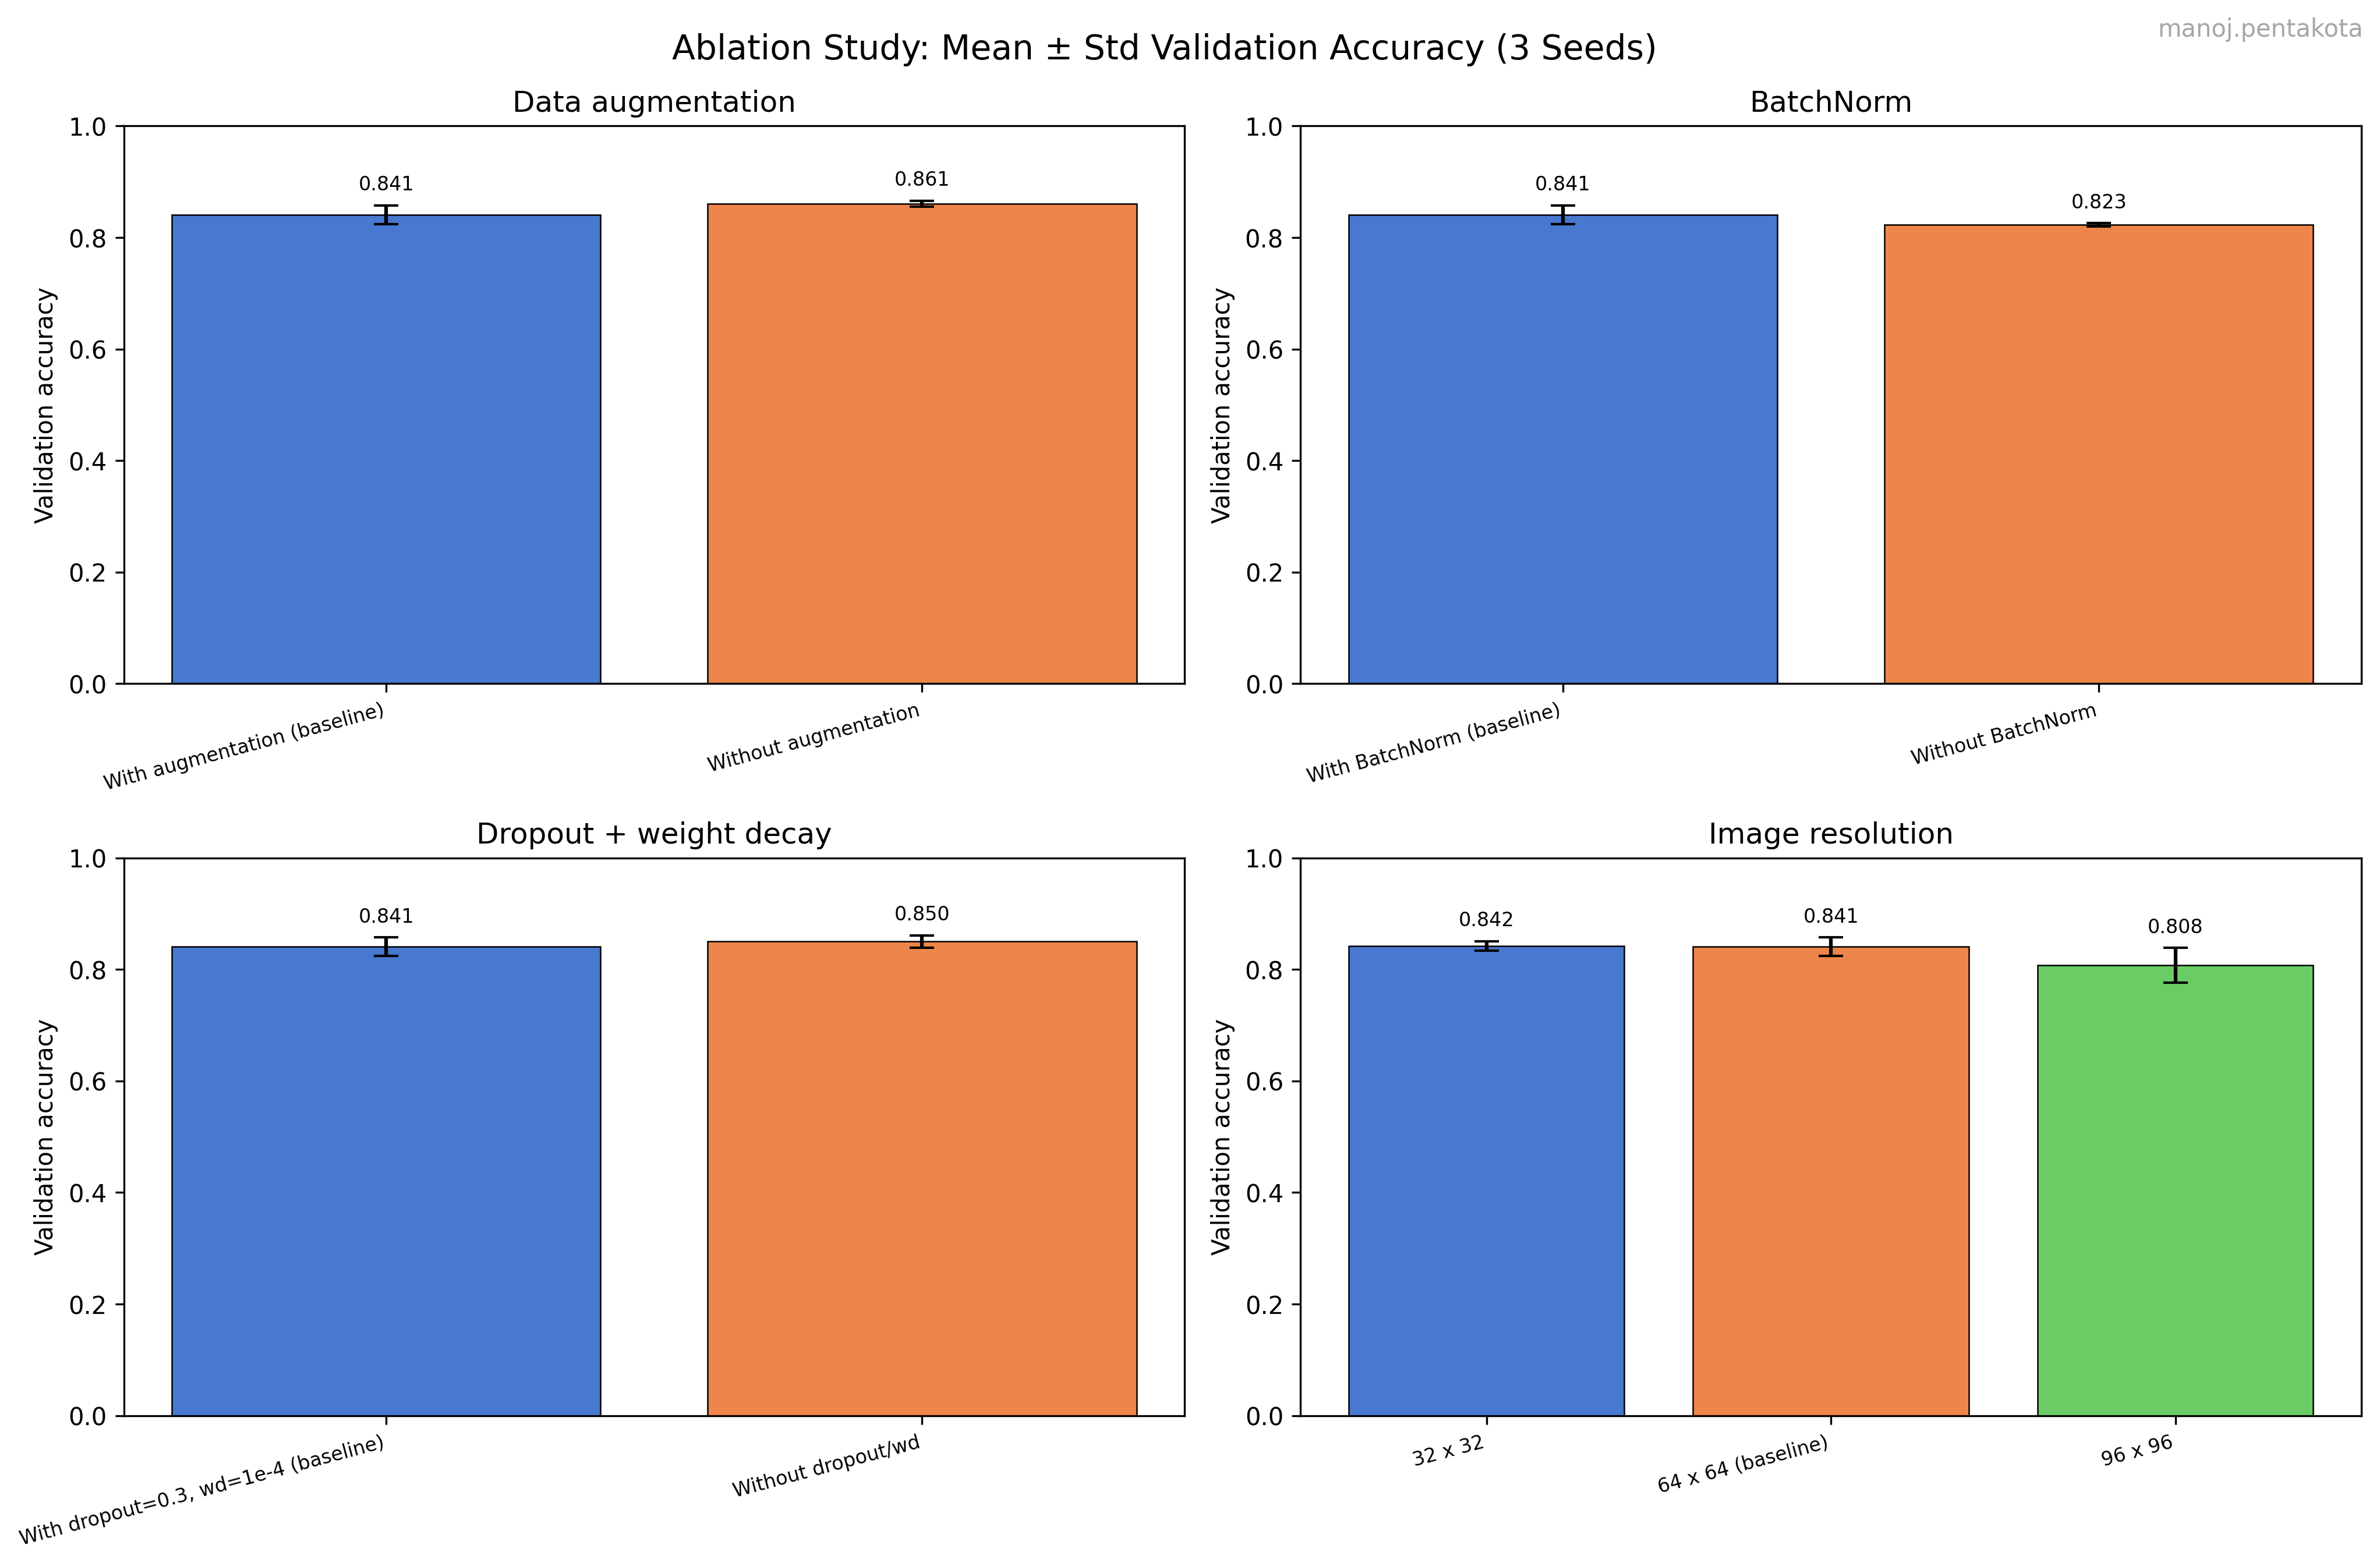 manoj.pentakota
Ablation Study: Mean ± Std Validation Accuracy (3 Seeds)
Data augmentation
Validation accuracy
1.0
0.8
0.6
0.4
0.2
0.0
0.841
0.861
With augmentation (baseline)
Without augmentation
BatchNorm
Validation accuracy
1.0
0.8
0.6
0.4
0.2
0.0
0.841
0.823
With BatchNorm (baseline)
Without BatchNorm
Dropout + weight decay
Validation accuracy
1.0
0.8
0.6
0.4
0.2
0.0
0.841
0.850
With dropout=0.3, wd=1e-4 (baseline)
Without dropout/wd
Image resolution
Validation accuracy
1.0
0.8
0.6
0.4
0.2
0.0
0.842
0.841
0.808
32 x 32
64 x 64 (baseline)
96 x 96